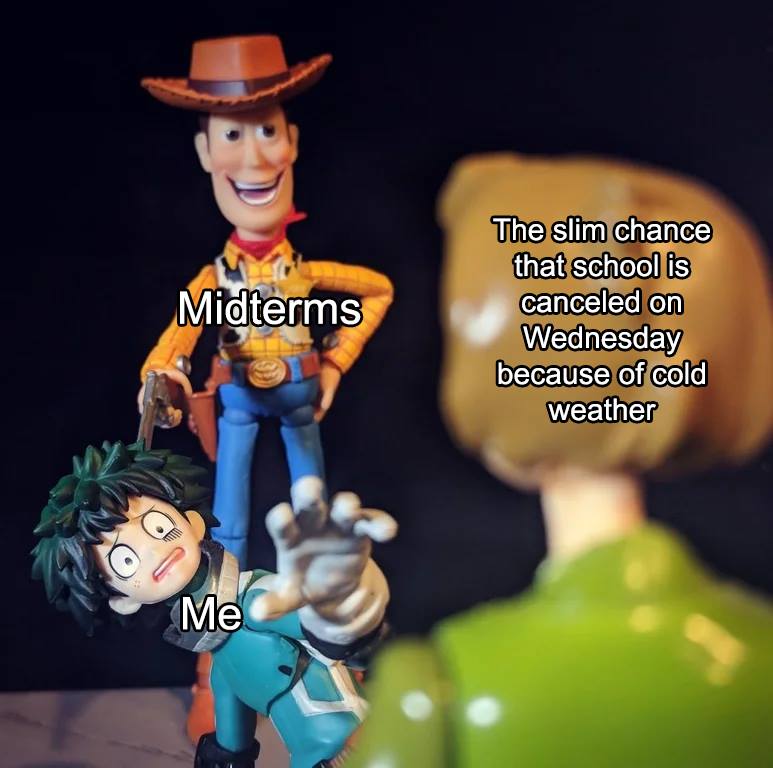 Midterms
The slim chance
that school is
canceled on
Wednesday
because of cold
weather
Me